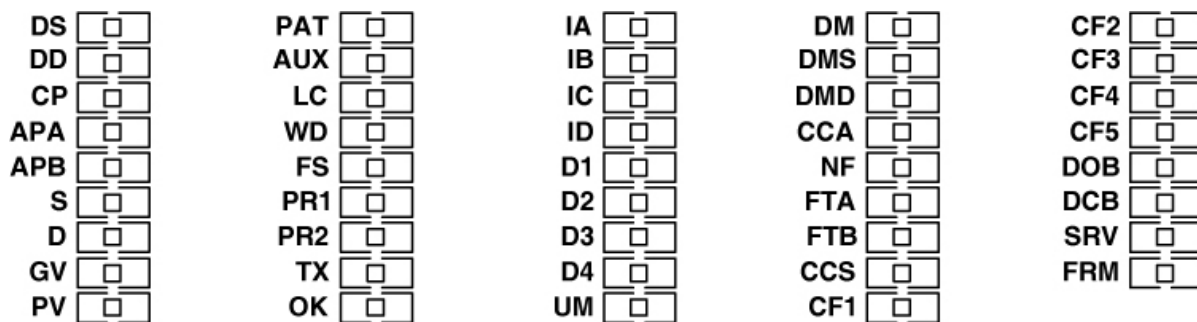 DS PAT IA DM CF2
DD AUX IB DMS CF3
CP LC IC DMD CF4
APA WD ID CCA CF5
APB FS D1 NF DOB
S PR1 D2 FTA DCB
D PR2 D3 FTB SRV
GV TX D4 CCS FRM
PV OK UM CF1